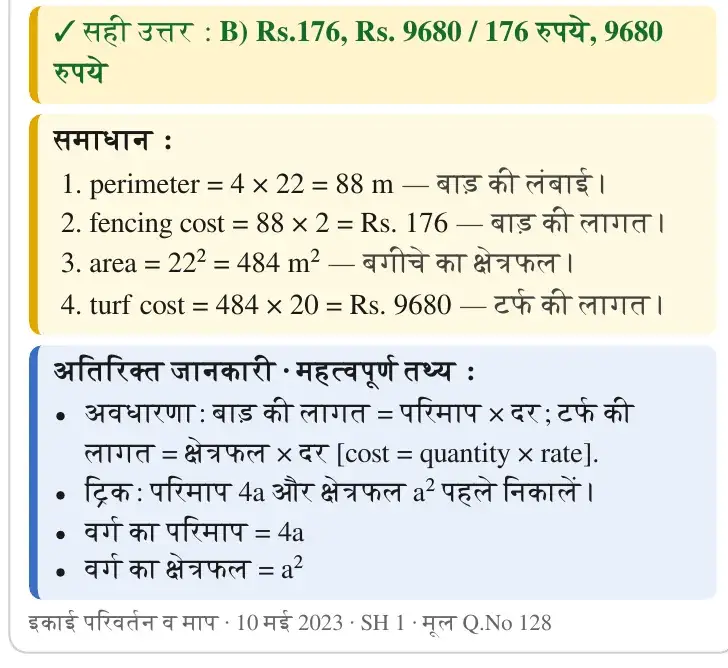 ✓ सही उत्तर : B) Rs.176, Rs. 9680 / 176 रुपये, 9680
रुपये
समाधान :
1. perimeter = 4 × 22 = 88 m — बाड़ की लंबाई।
2. fencing cost = 88 × 2 = Rs. 176 — बाड़ की लागत।
3. area = 22² = 484 m² — बगीचे का क्षेत्रफल।
4. turf cost = 484 × 20 = Rs. 9680 — टर्फ की लागत।
अतिरिक्त जानकारी · महत्वपूर्ण तथ्य :
• अवधारणा : बाड़ की लागत = परिमाप × दर; टर्फ की
लागत = क्षेत्रफल × दर [cost = quantity × rate].
• ट्रिक : परिमाप 4a और क्षेत्रफल a² पहले निकालें।
• वर्ग का परिमाप = 4a
• वर्ग का क्षेत्रफल = a²
इकाई परिवर्तन व माप · 10 मई 2023 · SH 1 · मूल Q.No 128